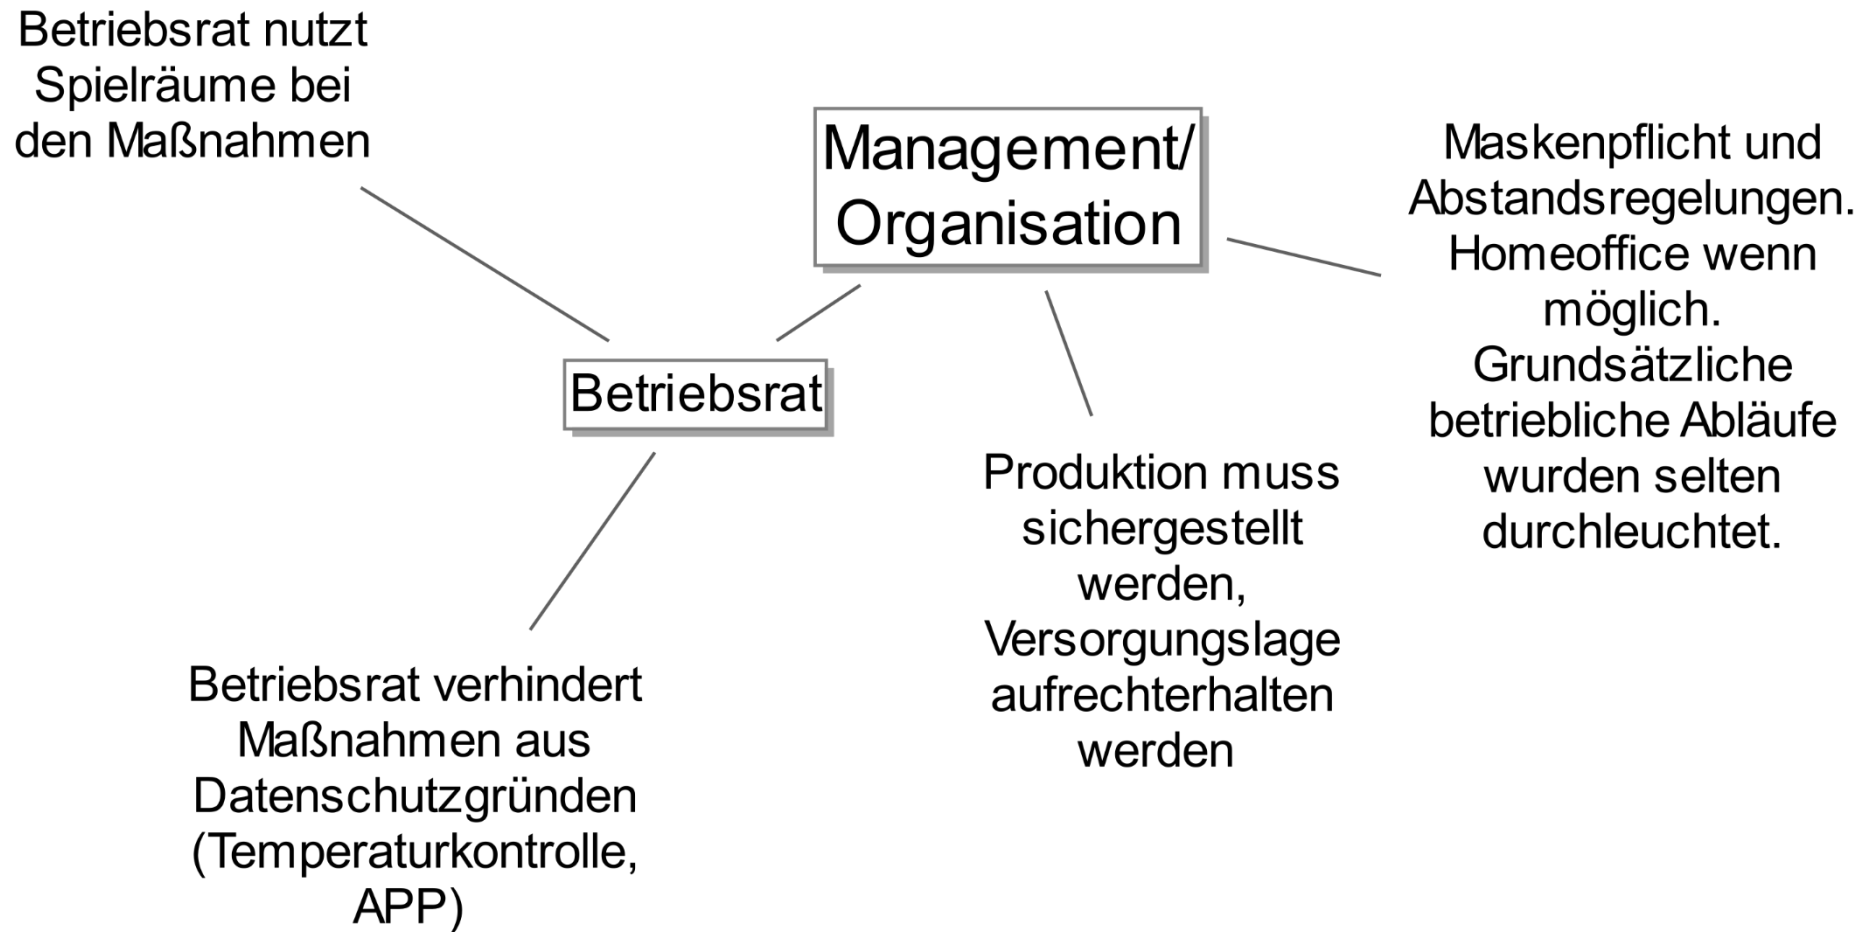 Betriebsrat nutzt
Spielräume bei
den Maßnahmen
Management/
Organisation
Maskenpflicht und
Abstandsregelungen.
Homeoffice wenn
möglich.
Grundsätzliche
betriebliche Abläufe
wurden selten
durchleuchtet.
Betriebsrat
Produktion muss
sichergestellt
werden,
Versorgungslage
aufrechterhalten
werden
Betriebsrat verhindert
Maßnahmen aus
Datenschutzgründen
(Temperaturkontrolle,
APP)